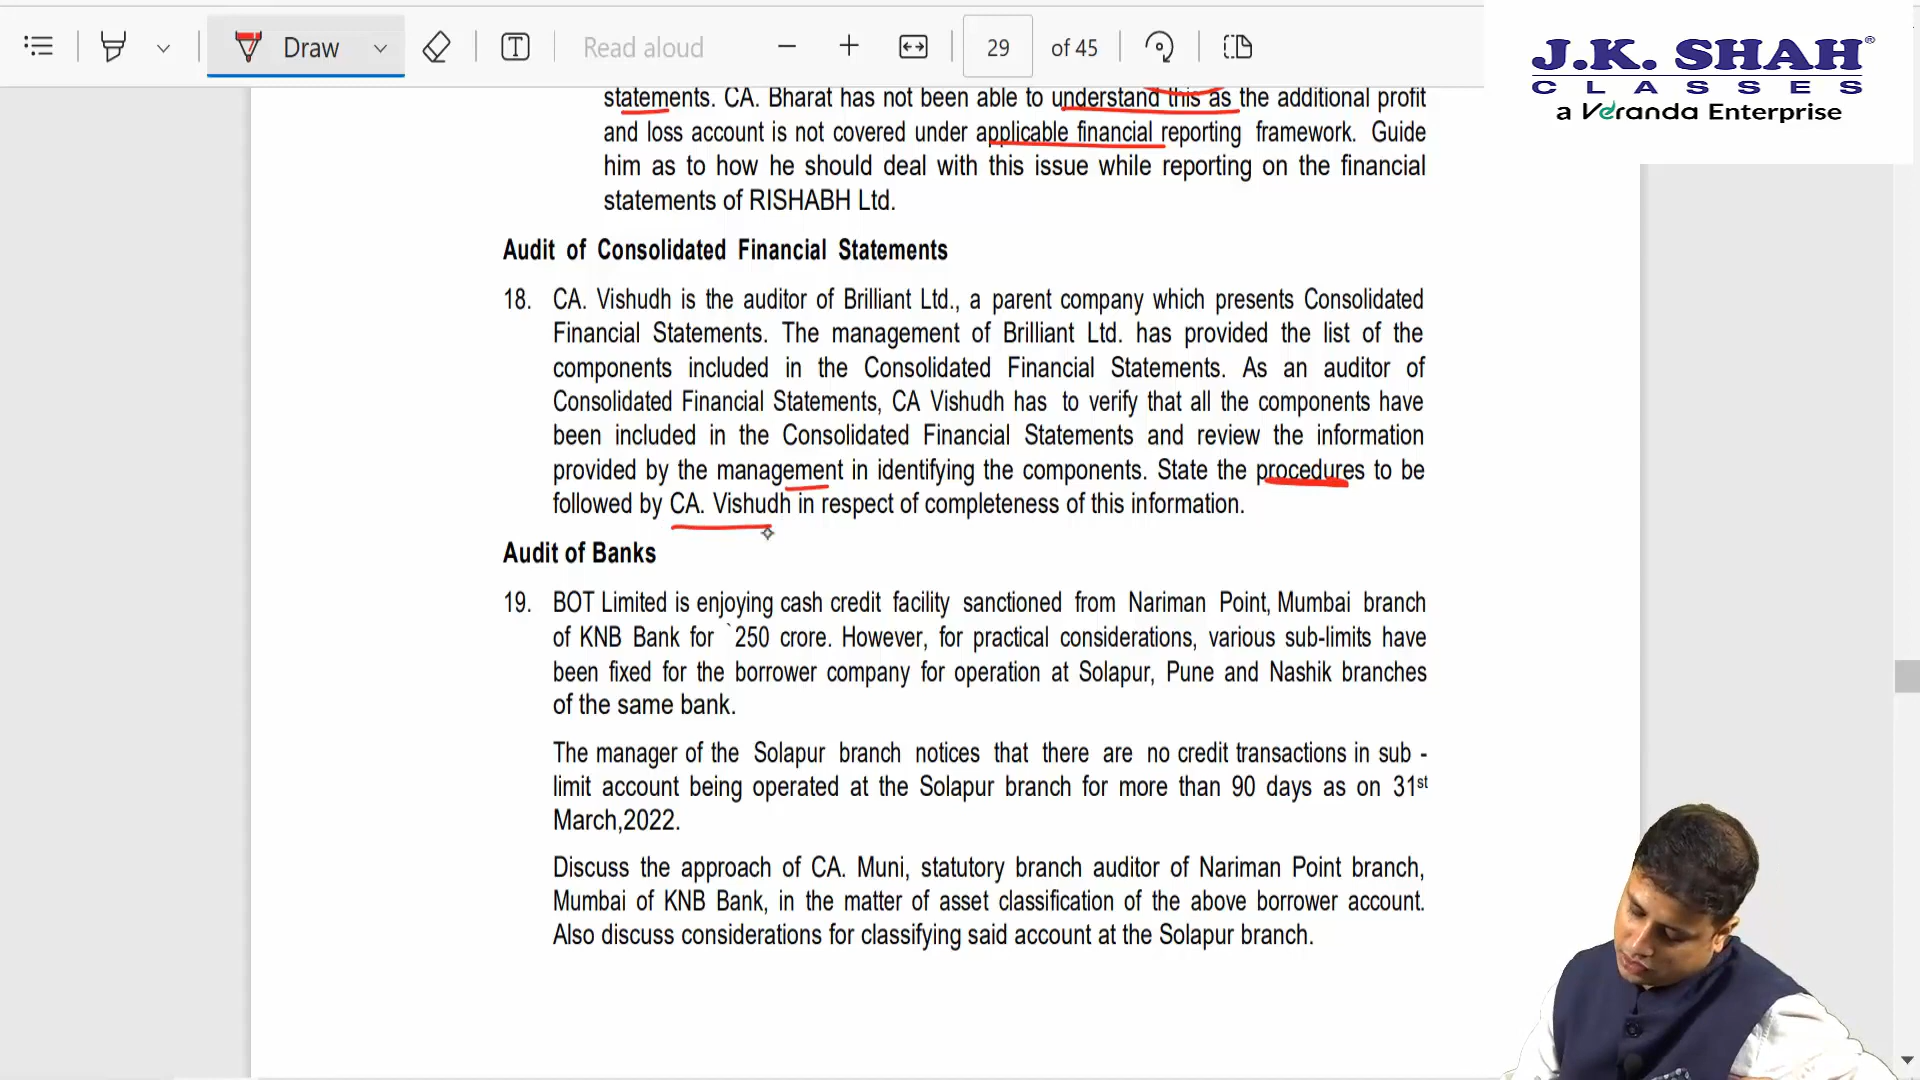 Draw
Read aloud
29
of 45
J.K. SHAH®
CLASSES
a Veranda Enterprise
statements. CA. Bharat has not been able to understand this as the additional profit
and loss account is not covered under applicable financial reporting framework. Guide
him as to how he should deal with this issue while reporting on the financial
statements of RISHABH Ltd.
Audit of Consolidated Financial Statements
18. CA. Vishudh is the auditor of Brilliant Ltd., a parent company which presents Consolidated
Financial Statements. The management of Brilliant Ltd. has provided the list of the
components included in the Consolidated Financial Statements. As an auditor of
Consolidated Financial Statements, CA Vishudh has to verify that all the components have
been included in the Consolidated Financial Statements and review the information
provided by the management in identifying the components. State the procedures to be
followed by CA. Vishudh in respect of completeness of this information.
Audit of Banks
19. BOT Limited is enjoying cash credit facility sanctioned from Nariman Point, Mumbai branch
of KNB Bank for `250 crore. However, for practical considerations, various sub-limits have
been fixed for the borrower company for operation at Solapur, Pune and Nashik branches
of the same bank.
The manager of the Solapur branch notices that there are no credit transactions in sub -
limit account being operated at the Solapur branch for more than 90 days as on 31st
March,2022.
Discuss the approach of CA. Muni, statutory branch auditor of Nariman Point branch,
Mumbai of KNB Bank, in the matter of asset classification of the above borrower account.
Also discuss considerations for classifying said account at the Solapur branch.